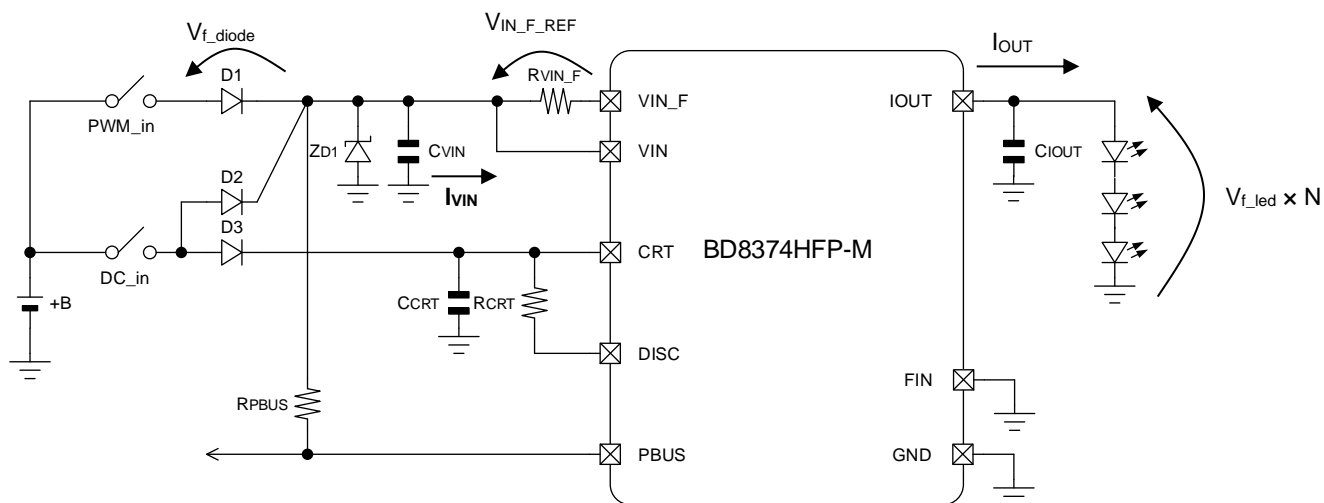 Vf_diode
VIN_F_REF
IOUT
D1
RVIN_F
VIN_F
IOUT
PWM_in
ZD1
CVIN
VIN
CIOUT
D2
IVIN
Vf_led × N
D3
CRT
BD8374HFP-M
DC_in
+B
CCRT
RCRT
DISC
FIN
RPBUS
PBUS
GND